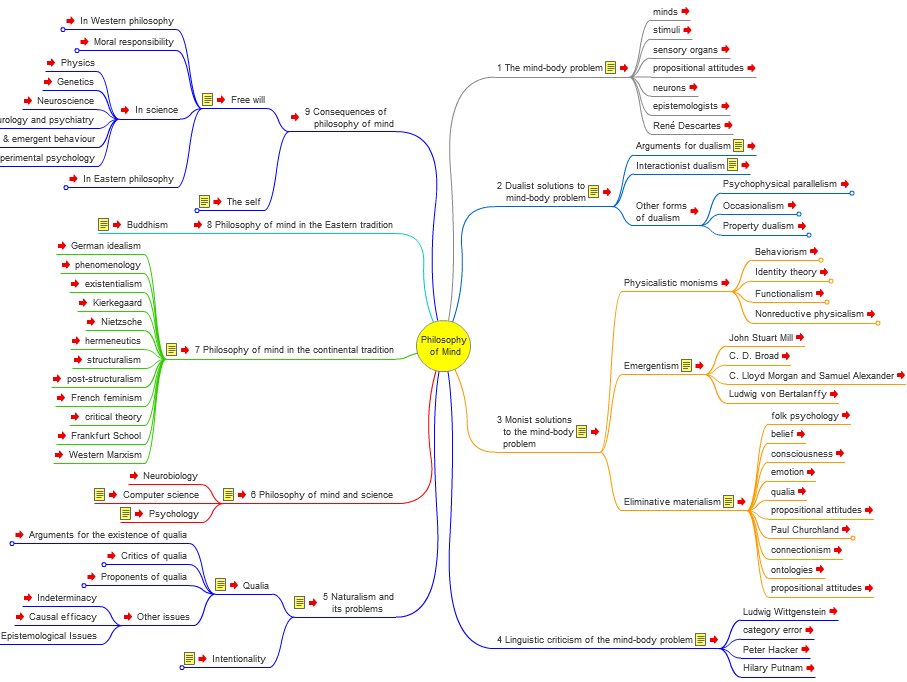 Philosophy
of Mind
1 The mind-body problem
minds
stimuli
sensory organs
propositional attitudes
neurons
epistemologists
René Descartes
2 Dualist solutions to
mind-body problem
Arguments for dualism
Interactionist dualism
Other forms
of dualism
Psychophysical parallelism
Occasionalism
Property dualism
3 Monist solutions
to the mind-body
problem
Physicalistic monisms
Behaviorism
Identity theory
Functionalism
Nonreductive physicalism
Emergentism
John Stuart Mill
C. D. Broad
C. Lloyd Morgan and Samuel Alexander
Ludwig von Bertalanffy
Eliminative materialism
folk psychology
belief
consciousness
emotion
qualia
propositional attitudes
Paul Churchland
connectionism
ontologies
propositional attitudes
4 Linguistic criticism of the mind-body problem
Ludwig Wittgenstein
category error
Peter Hacker
Hilary Putnam
5 Naturalism and
its problems
Qualia
Arguments for the existence of qualia
Critics of qualia
Proponents of qualia
Other issues
Indeterminacy
Causal efficacy
Epistemological Issues
Intentionality
6 Philosophy of mind and science
Neurobiology
Computer science
Psychology
7 Philosophy of mind in the continental tradition
German idealism
phenomenology
existentialism
Kierkegaard
Nietzsche
hermeneutics
structuralism
post-structuralism
French feminism
critical theory
Frankfurt School
Western Marxism
8 Philosophy of mind in the Eastern tradition
Buddhism
9 Consequences of
philosophy of mind
Free will
In Western philosophy
Moral responsibility
In science
Physics
Genetics
Neuroscience
and psychiatry
& emergent behaviour
psychology
In Eastern philosophy
The self